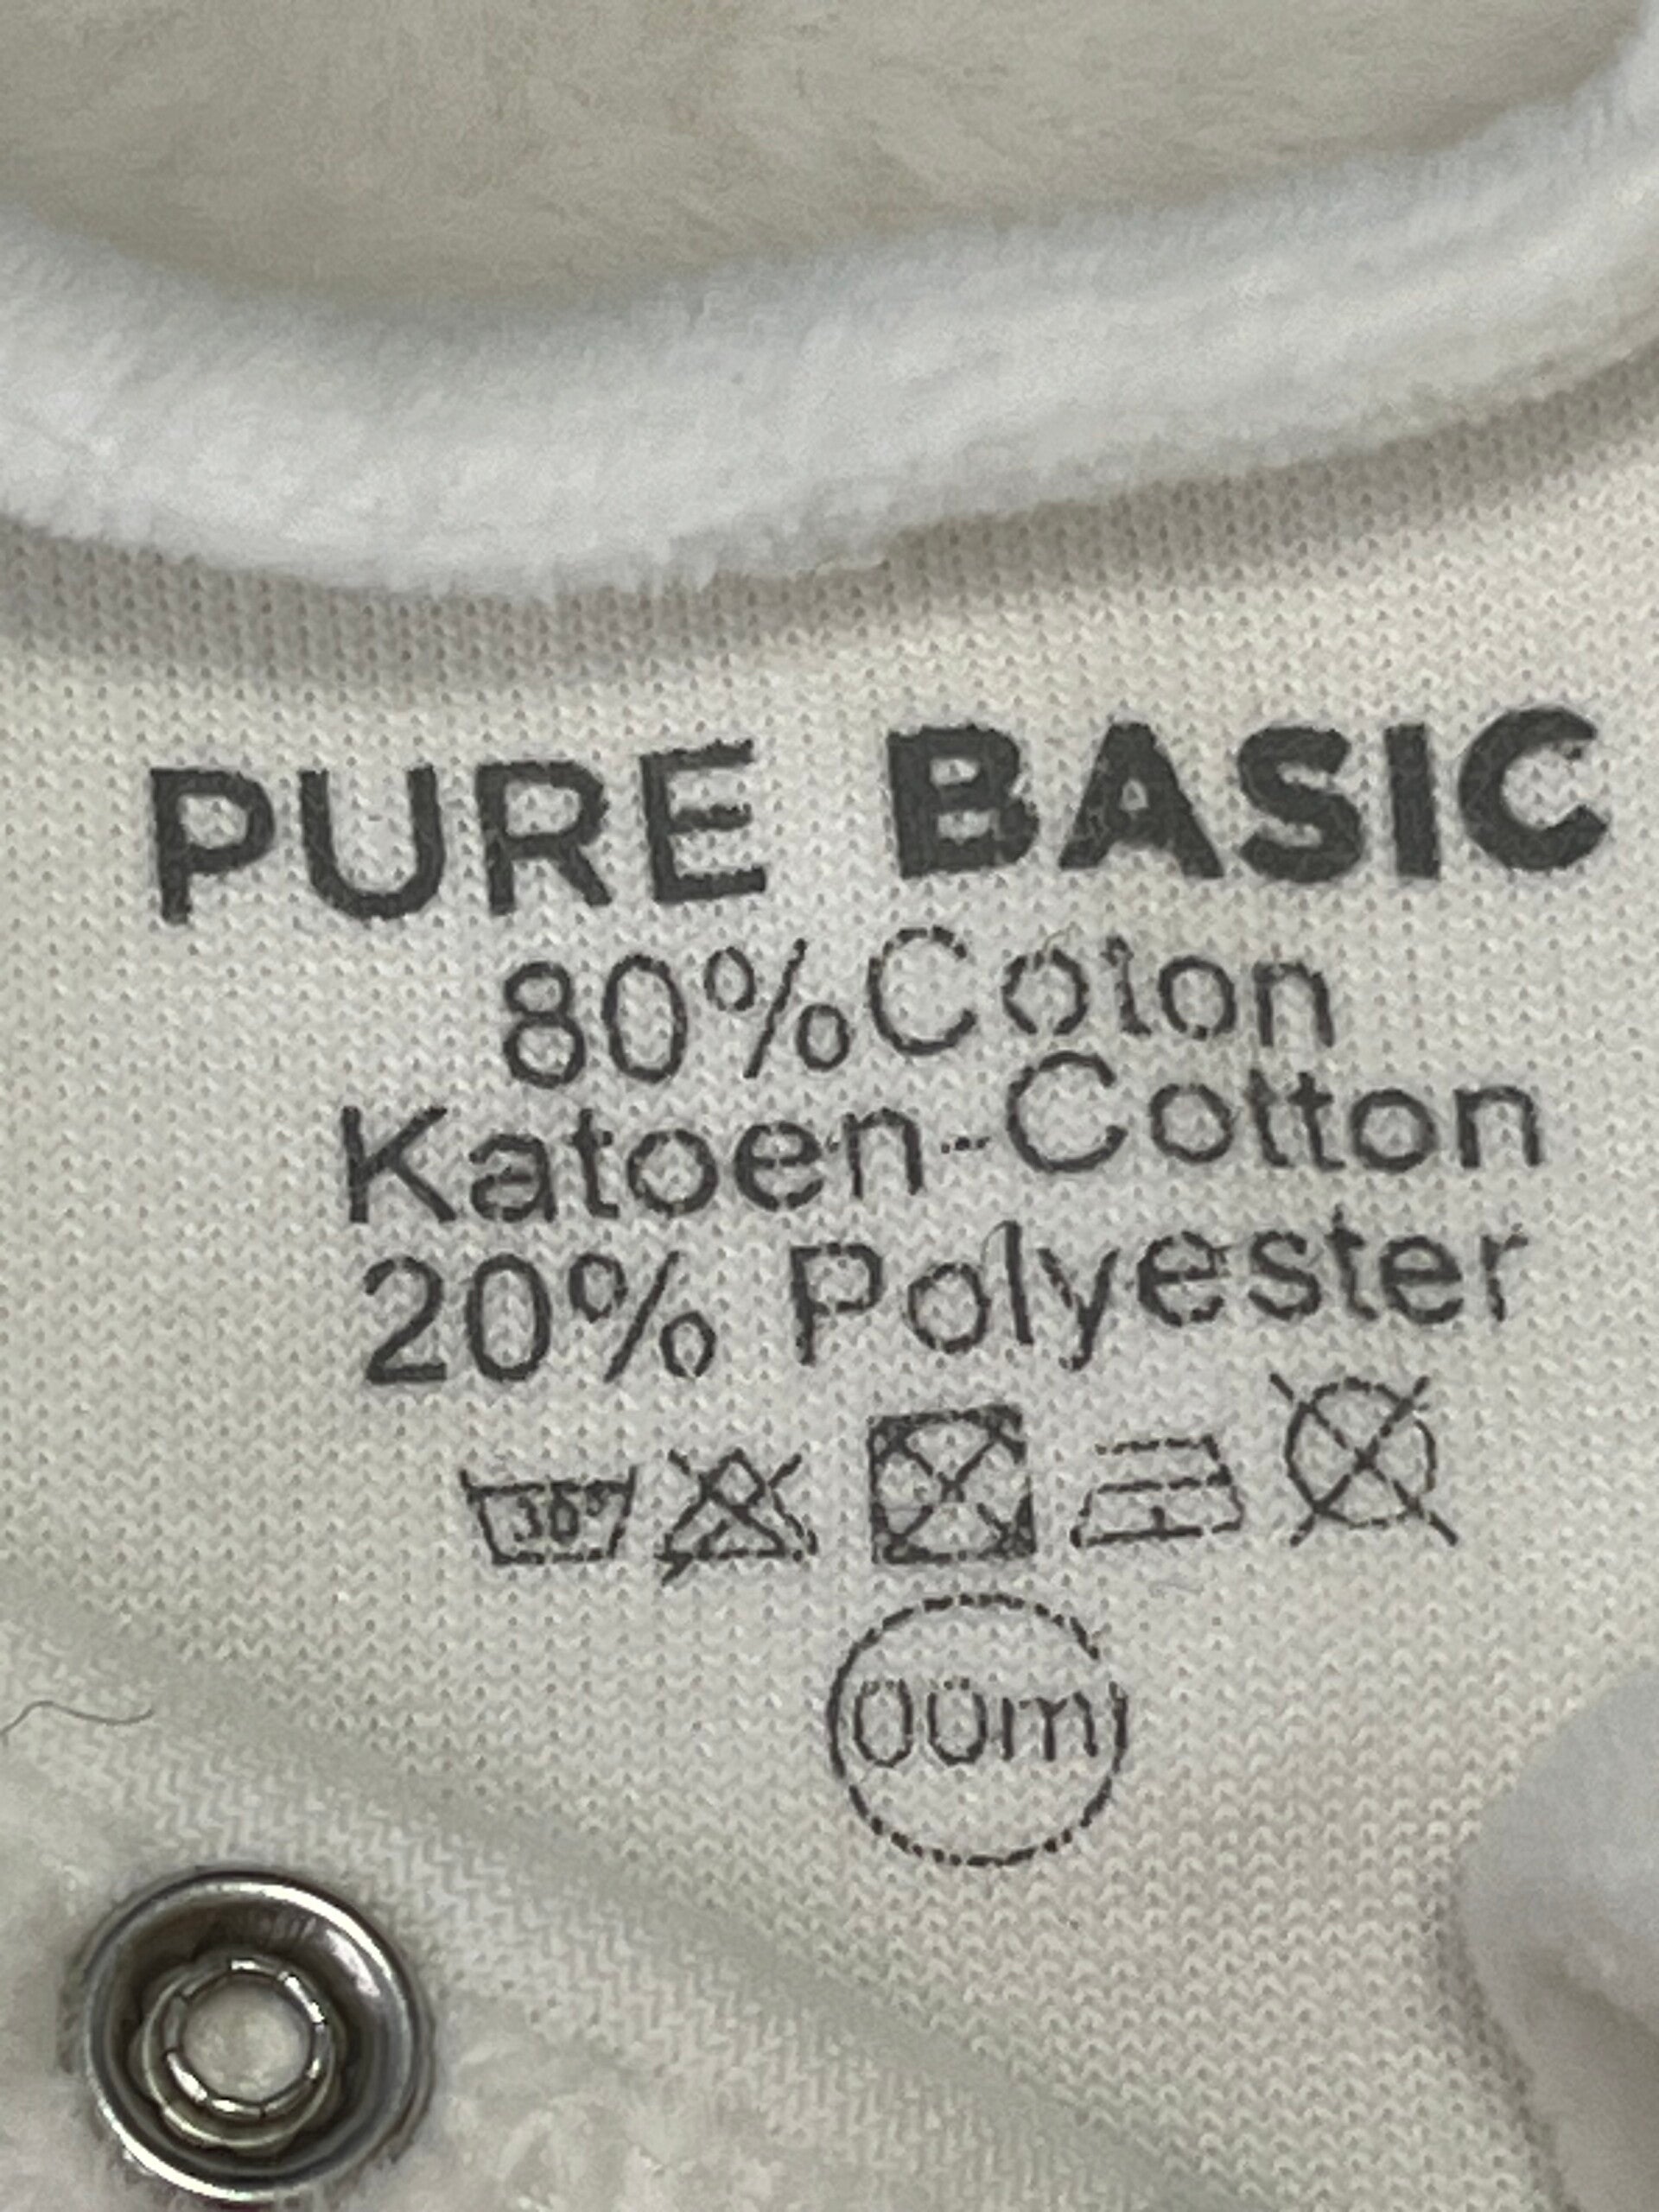 PURE BASIC
80%Coton
Katoen-Cotton
20% Polyester
30°
00m